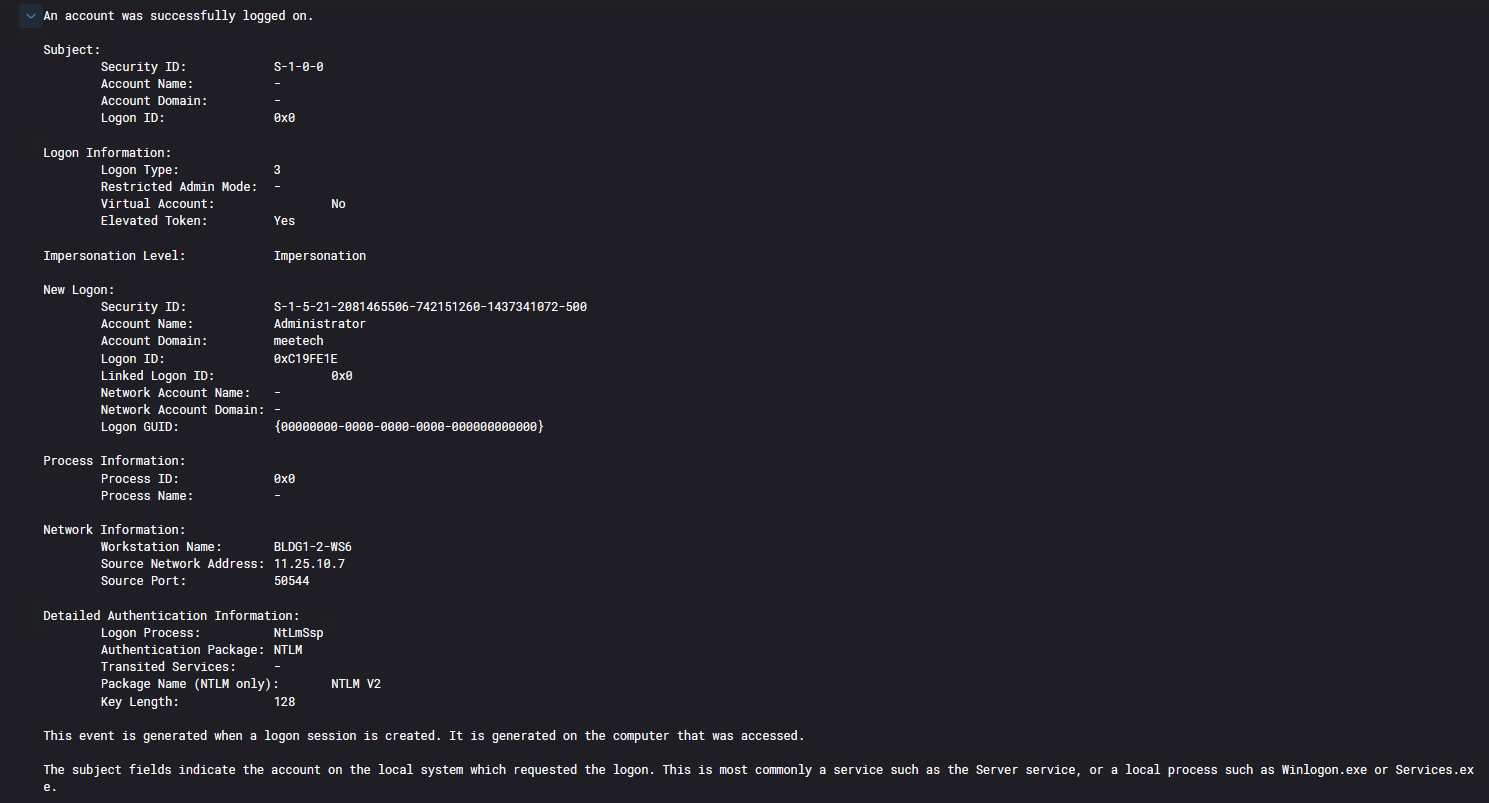 An account was successfully logged on.
Subject:
Security ID: S-1-0-0
Account Name: -
Account Domain: -
Logon ID: 0x0
Logon Information:
Logon Type: 3
Restricted Admin Mode: -
Virtual Account: No
Elevated Token: Yes
Impersonation Level: Impersonation
New Logon:
Security ID: S-1-5-21-2081465506-742151260-1437341072-500
Account Name: Administrator
Account Domain: meetech
Logon ID: 0xC19FE1E
Linked Logon ID: 0x0
Network Account Name: -
Network Account Domain: -
Logon GUID: {00000000-0000-0000-0000-000000000000}
Process Information:
Process ID: 0x0
Process Name: -
Network Information:
Workstation Name: BLDG1-2-WS6
Source Network Address: 11.25.10.7
Source Port: 50544
Detailed Authentication Information:
Logon Process: NtLmSsp
Authentication Package: NTLM
Transited Services: -
Package Name (NTLM only): NTLM V2
Key Length: 128
This event is generated when a logon session is created. It is generated on the computer that was accessed.
The subject fields indicate the account on the local system which requested the logon. This is most commonly a service such as the Server service, or a local process such as Winlogon.exe or Services.ex
e.